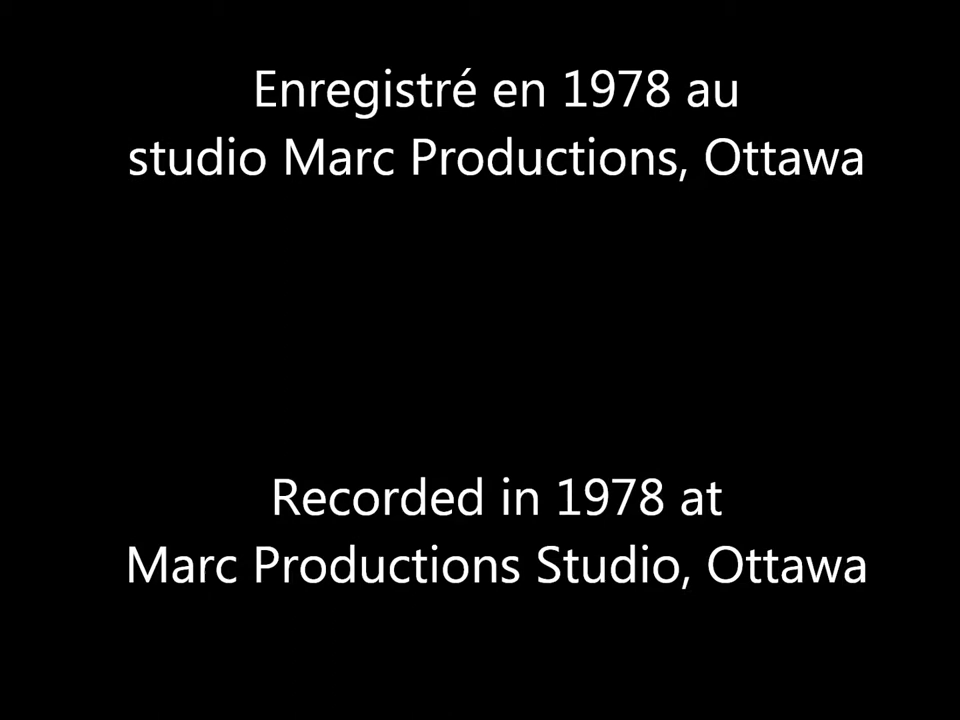 Enregistré en 1978 au
studio Marc Productions, Ottawa
Recorded in 1978 at
Marc Productions Studio, Ottawa